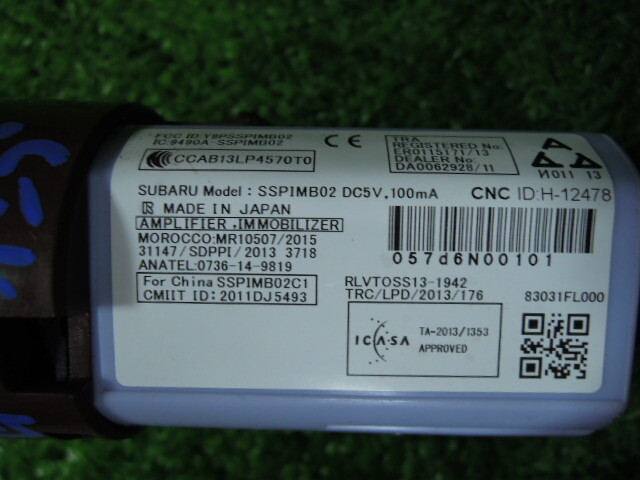 FCC ID:Y8PSSPIMB02
IC:9490A-SSPIMB02
CE
CCAB13LP4570T0
TRA
REGISTERED No:
ER0115171/13
DEALER No:
DA0062928/11
И011 13
SUBARU Model : SSPIMB02 DC5V,100mA
CNC ID:H-12478
R MADE IN JAPAN
AMPLIFIER ,IMMOBILIZER
MOROCCO:MR10507/2015
31147/SDPPI/2013 3718
ANATEL:0736-14-9819
057d6N00101
For China SSPIMB02C1
CMIIT ID: 2011DJ5493
RLVTOSS13-1942
TRC/LPD/2013/176
83031FL000
ICASA
TA-2013/1353
APPROVED